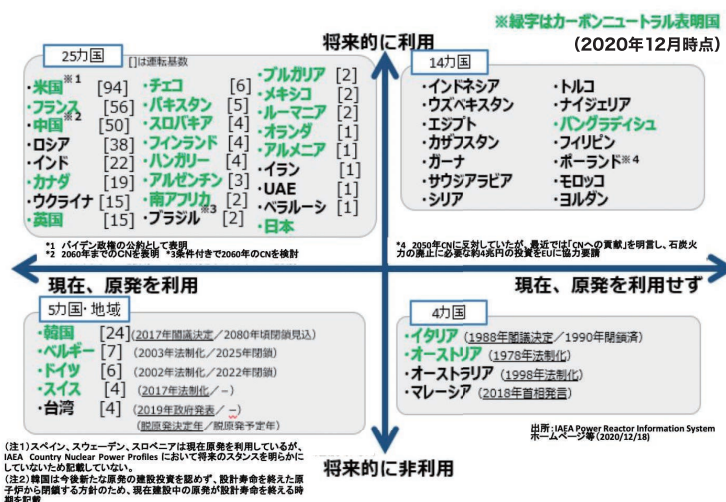 ※緑字はカーボンニュートラル表明国
(2020年12月時点)
将来的に利用
25カ国
[]は運転基数
・米国※1 [94]
・フランス [56]
・中国※2 [50]
・ロシア [38]
・インド [22]
・カナダ [19]
・ウクライナ [15]
・英国 [15]
・チェコ [6]
・パキスタン [5]
・スロバキア [4]
・フィンランド [4]
・ハンガリー [4]
・アルゼンチン [3]
・南アフリカ [2]
・ブラジル※3 [2]
・ブルガリア [2]
・メキシコ [2]
・ルーマニア [2]
・オランダ [1]
・アルメニア [1]
・イラン [1]
・UAE [1]
・ベラルーシ [1]
・日本
*1 バイデン政権の公約として表明
*2 2060年までのCNを表明 *3条件付きで2060年のCNを検討
14カ国
・インドネシア
・ウズベキスタン
・エジプト
・カザフスタン
・ガーナ
・サウジアラビア
・シリア
・トルコ
・ナイジェリア
・バングラディシュ
・フィリピン
・ポーランド※4
・モロッコ
・ヨルダン
*4 2050年CNに反対していたが、最近では「CNへの貢献」を明言し、石炭火
力の廃止に必要な約4兆円の投資をEUに協力要請
現在、原発を利用
現在、原発を利用せず
5カ国・地域
・韓国 [24](2017年閣議決定/2080年頃閉鎖見込)
・ベルギー [7] (2003年法制化/2025年閉鎖)
・ドイツ [6] (2002年法制化/2022年閉鎖)
・スイス [4] (2017年法制化/−)
・台湾 [4] (2019年政府発表/ −)
(脱原発決定年/脱原発予定年)
4カ国
・イタリア (1988年閣議決定/1990年閉鎖済)
・オーストリア (1978年法制化)
・オーストラリア (1998年法制化)
・マレーシア (2018年首相発言)
出所:IAEA Power Reactor Information System
ホームページ等(2020/12/18)
(注1)スペイン、スウェーデン、スロベニアは現在原発を利用しているが、
IAEA Country Nuclear Power Profiles において将来のスタンスを明らかに
していないため記載していない。
(注2)韓国は今後新たな原発の建設投資を認めず、設計寿命を終えた原
子炉から閉鎖する方針のため、現在建設中の原発が設計寿命を終える時
期を記載
将来的に非利用